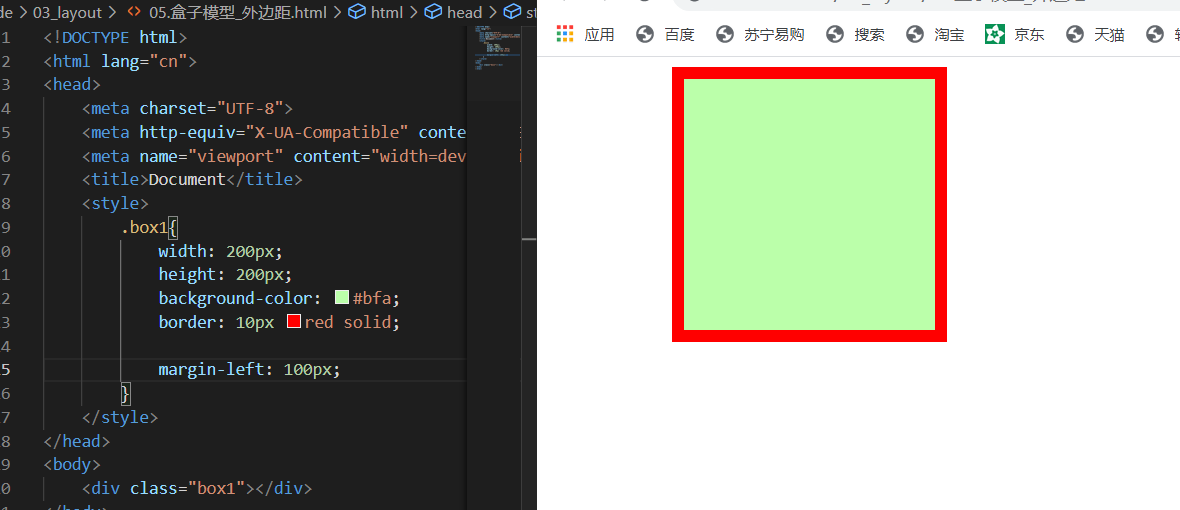 de > 03_layout > <> 05.盒子模型_外边距.html > html > head > st
1 <!DOCTYPE html>
2 <html lang="cn">
3 <head>
4 <meta charset="UTF-8">
5 <meta http-equiv="X-UA-Compatible" conte
6 <meta name="viewport" content="width=dev
7 <title>Document</title>
8 <style>
9 .box1{
0 width: 200px;
1 height: 200px;
2 background-color: #bfa;
3 border: 10px red solid;
4
5 margin-left: 100px;
6 }
7 </style>
8 </head>
9 <body>
0 <div class="box1"></div>
应用 百度 苏宁易购 搜索 淘宝 京东 天猫